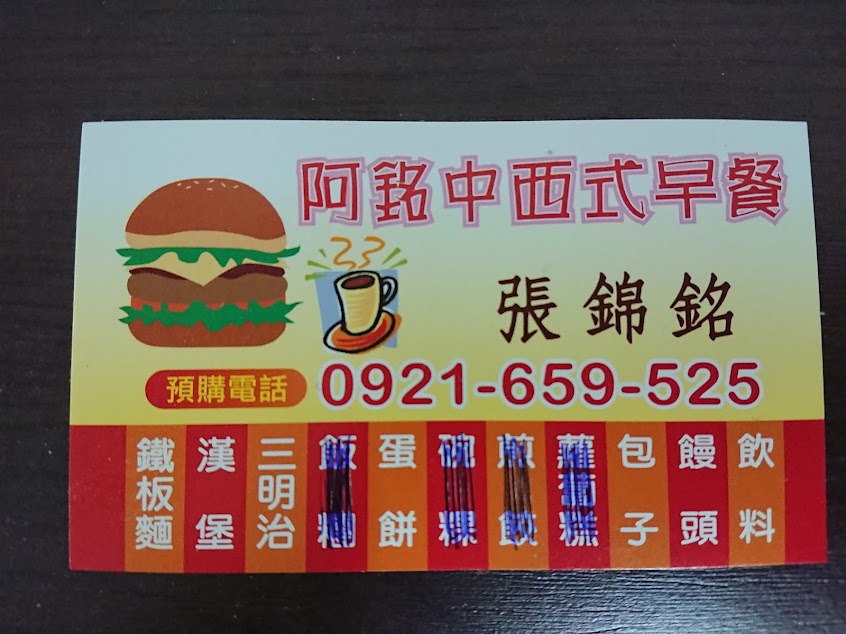 阿銘中西式早餐
張錦銘
預購電話 0921-659-525
鐵板麵
漢堡
三明治
飯糰
蛋餅
碗粿
煎餃
蘿蔔糕
包子
饅頭
飲料